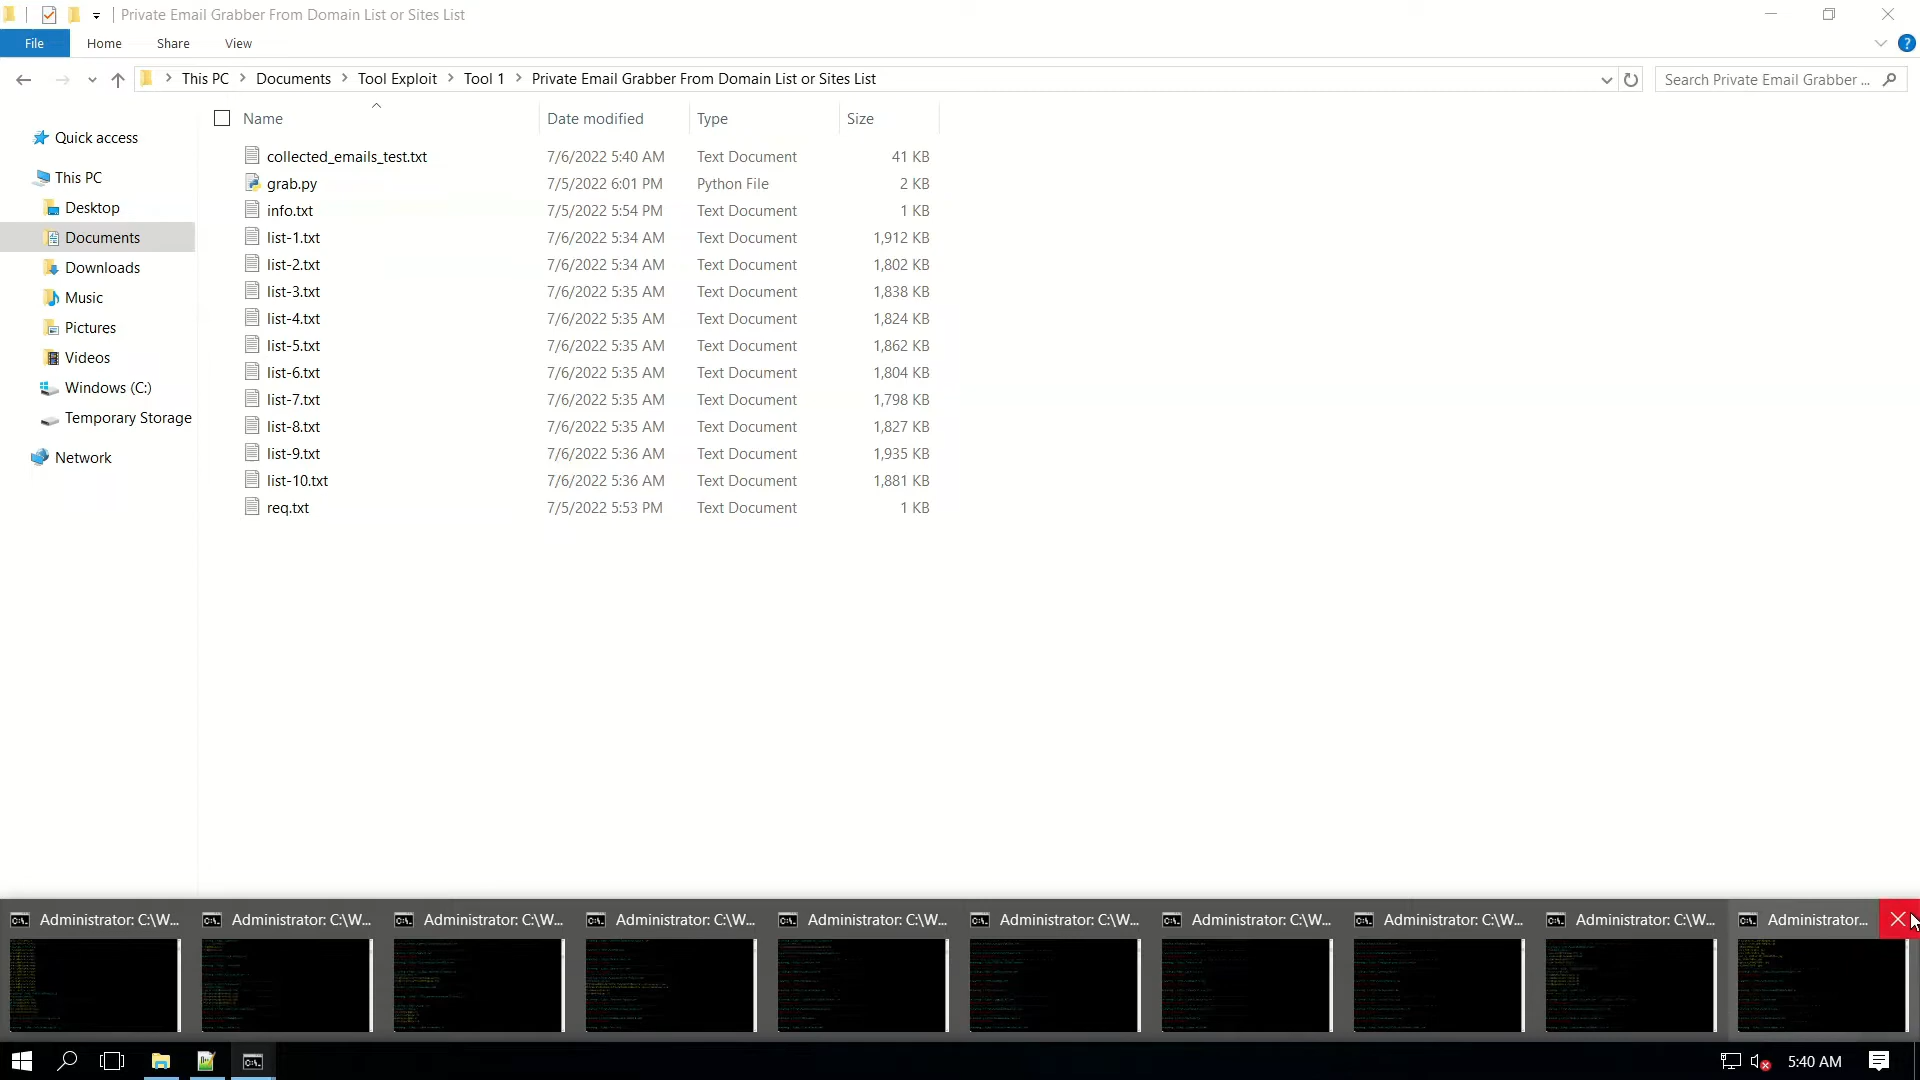 Private Email Grabber From Domain List or Sites List
File Home Share View
This PC Documents Tool Exploit Tool 1 Private Email Grabber From Domain List or Sites List Search Private Email Grabber ...
Name Date modified Type Size
Quick access
This PC
Desktop
Documents
Downloads
Music
Pictures
Videos
Windows (C:)
Temporary Storage
Network
collected_emails_test.txt 7/6/2022 5:40 AM Text Document 41 KB
grab.py 7/5/2022 6:01 PM Python File 2 KB
info.txt 7/5/2022 5:54 PM Text Document 1 KB
list-1.txt 7/6/2022 5:34 AM Text Document 1,912 KB
list-2.txt 7/6/2022 5:34 AM Text Document 1,802 KB
list-3.txt 7/6/2022 5:35 AM Text Document 1,838 KB
list-4.txt 7/6/2022 5:35 AM Text Document 1,824 KB
list-5.txt 7/6/2022 5:35 AM Text Document 1,862 KB
list-6.txt 7/6/2022 5:35 AM Text Document 1,804 KB
list-7.txt 7/6/2022 5:35 AM Text Document 1,798 KB
list-8.txt 7/6/2022 5:35 AM Text Document 1,827 KB
list-9.txt 7/6/2022 5:36 AM Text Document 1,935 KB
list-10.txt 7/6/2022 5:36 AM Text Document 1,881 KB
req.txt 7/5/2022 5:53 PM Text Document 1 KB
Administrator: C:\W... Administrator: C:\W... Administrator: C:\W... Administrator: C:\W... Administrator: C:\W... Administrator: C:\W... Administrator: C:\W... Administrator: C:\W... Administrator: C:\W... Administrator...
5:40 AM